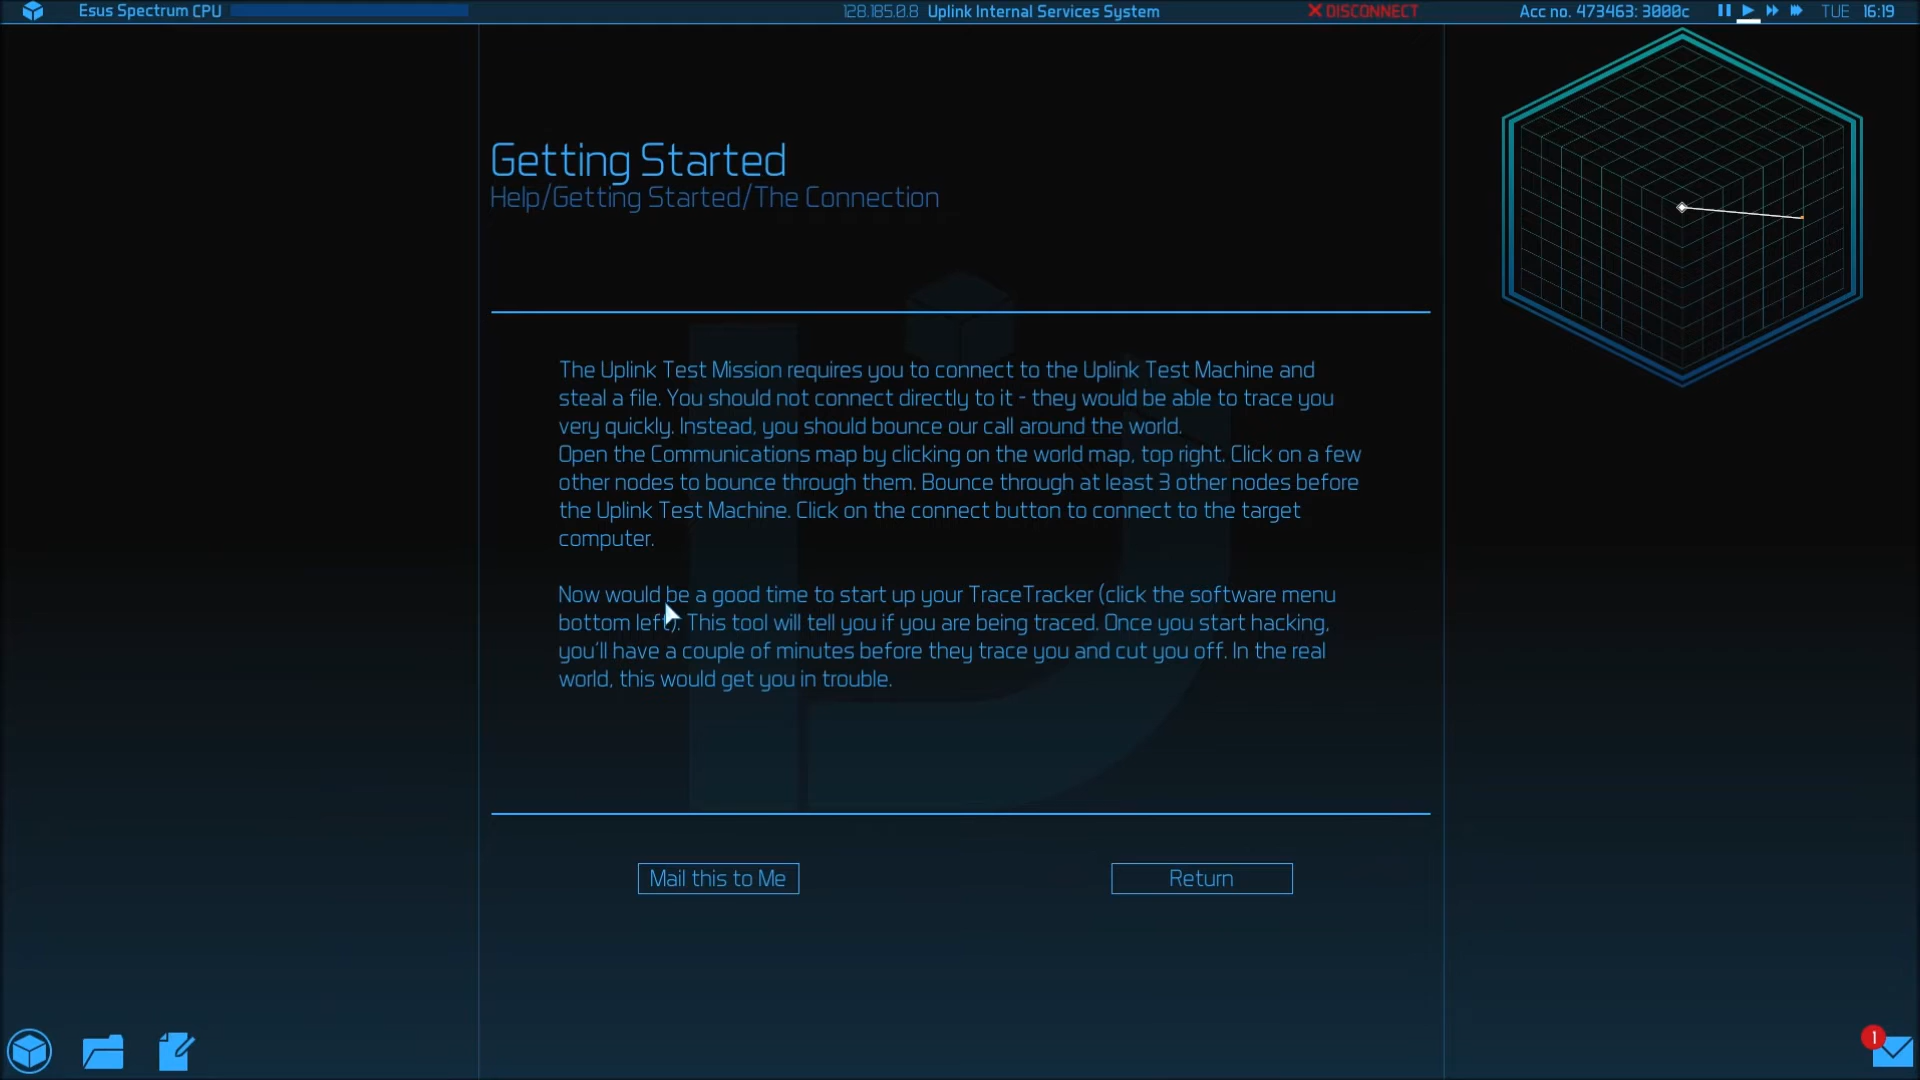 Esus Spectrum CPU
128.185.0.8 Uplink Internal Services System
DISCONNECT
Acc no. 473463: 3000c
TUE 16:19
Getting Started
Help/Getting Started/The Connection
The Uplink Test Mission requires you to connect to the Uplink Test Machine and
steal a file. You should not connect directly to it - they would be able to trace you
very quickly. Instead, you should bounce our call around the world.
Open the Communications map by clicking on the world map, top right. Click on a few
other nodes to bounce through them. Bounce through at least 3 other nodes before
the Uplink Test Machine. Click on the connect button to connect to the target
computer.
Now would be a good time to start up your TraceTracker (click the software menu
bottom left). This tool will tell you if you are being traced. Once you start hacking,
you'll have a couple of minutes before they trace you and cut you off. In the real
world, this would get you in trouble.
Mail this to Me
Return
1